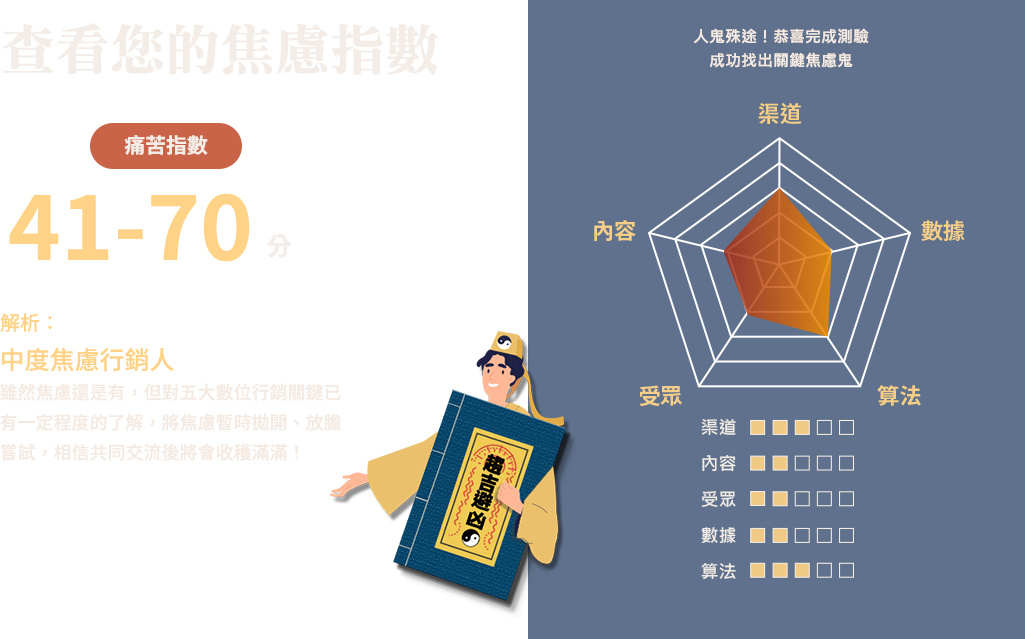 查看您的焦慮指數
痛苦指數
41-70 分
解析：
中度焦慮行銷人
雖然焦慮還是有，但對五大數位行銷關鍵已
有一定程度的了解，將焦慮暫時拋開、放膽
嘗試，相信共同交流後將會收穫滿滿！
趨吉避凶
人鬼殊途！恭喜完成測驗
成功找出關鍵焦慮鬼
渠道
內容
數據
受眾
算法
渠道
內容
受眾
數據
算法